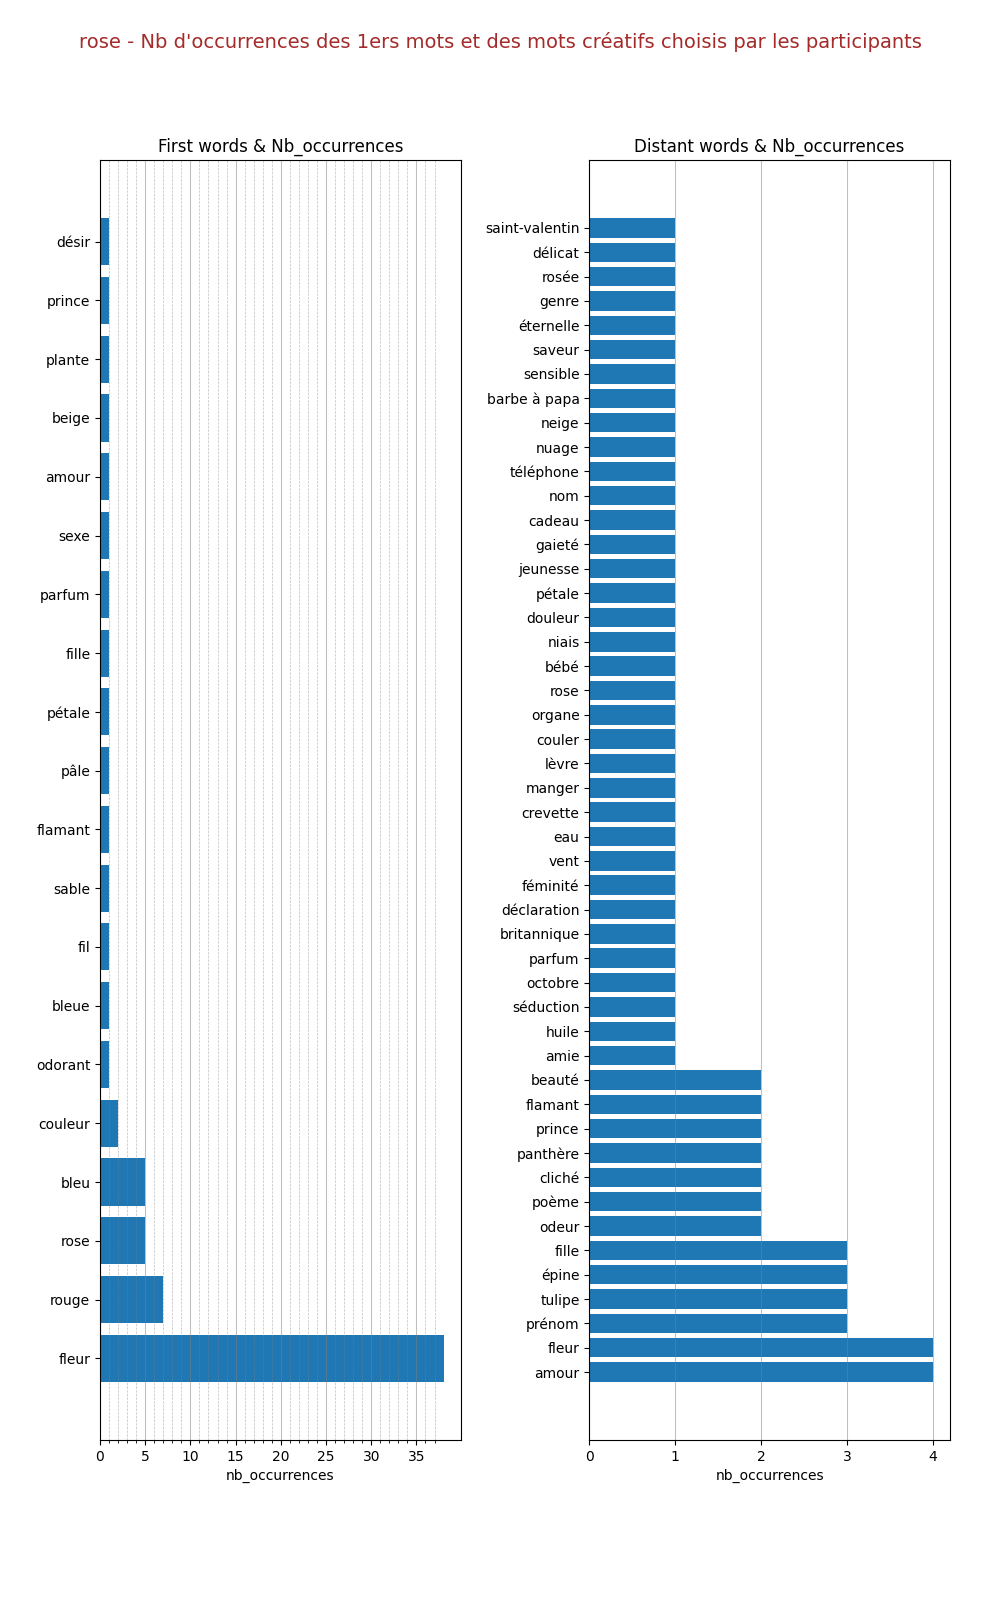 rose - Nb d'occurrences des 1ers mots et des mots créatifs choisis par les participants
First words & Nb_occurrences
désir
prince
plante
beige
amour
sexe
parfum
fille
pétale
pâle
flamant
sable
fil
bleue
odorant
couleur
bleu
rose
rouge
fleur
0 5 10 15 20 25 30 35
nb_occurrences
Distant words & Nb_occurrences
saint-valentin
délicat
rosée
genre
éternelle
saveur
sensible
barbe à papa
neige
nuage
téléphone
nom
cadeau
gaieté
jeunesse
pétale
douleur
niais
bébé
rose
organe
couler
lèvre
manger
crevette
eau
vent
féminité
déclaration
britannique
parfum
octobre
séduction
huile
amie
beauté
flamant
prince
panthère
cliché
poème
odeur
fille
épine
tulipe
prénom
fleur
amour
0 1 2 3 4
nb_occurrences